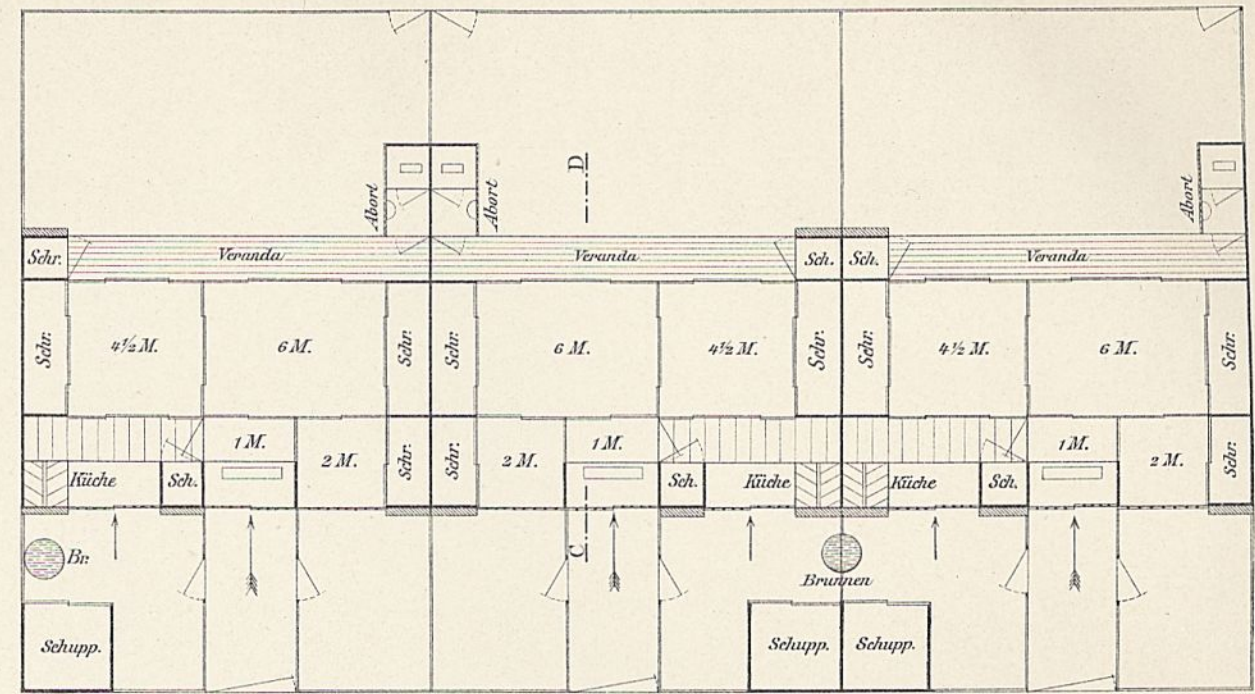 D
Abort
Abort
Abort
Schr.
Veranda
Veranda
Sch.
Sch.
Veranda
Schr.
4½ M.
6 M.
Schr.
Schr.
6 M.
4½ M.
Schr.
Schr.
4½ M.
6 M.
Schr.
1 M.
2 M.
Schr.
Schr.
2 M.
1 M.
1 M.
2 M.
Schr.
Küche
Sch.
Sch.
Küche
Küche
Sch.
C
Br.
Brunnen
Schupp.
Schupp.
Schupp.